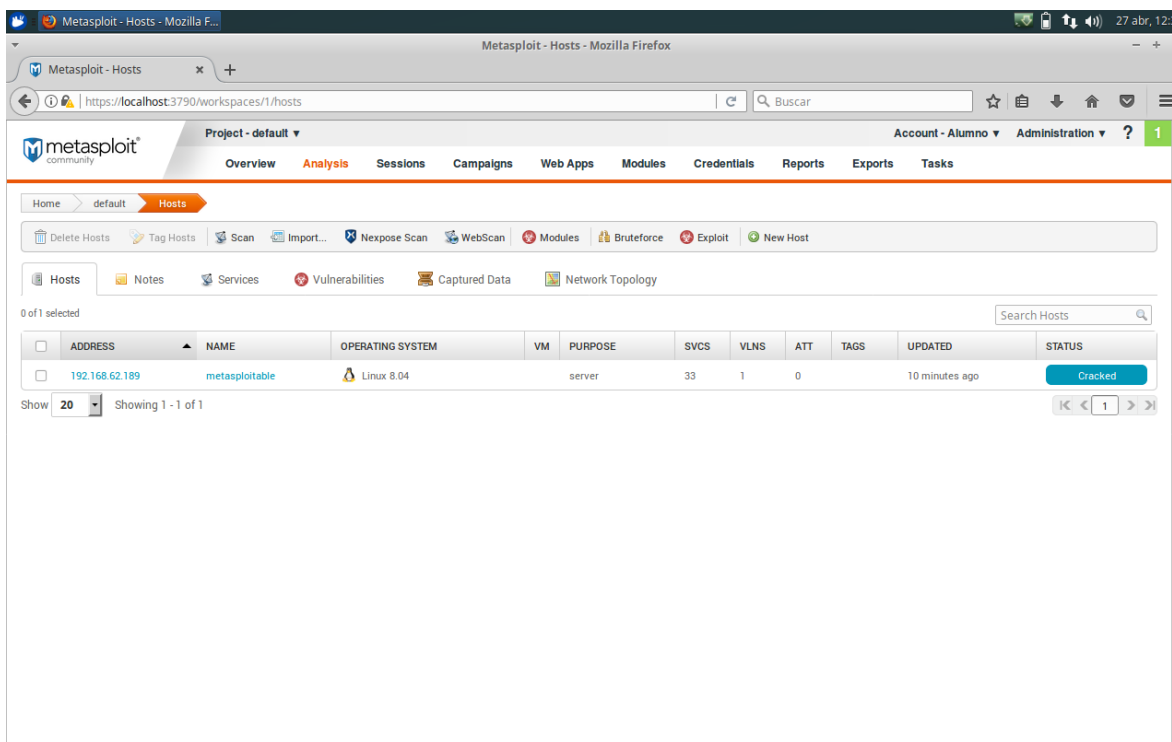 Metasploit - Hosts - Mozilla F...
27 abr, 12:
Metasploit - Hosts - Mozilla Firefox
Metasploit - Hosts
https://localhost:3790/workspaces/1/hosts
Buscar
metasploit®
community
Project - default ▼
Account - Alumno ▼ Administration ▼ ? 1
Overview Analysis Sessions Campaigns Web Apps Modules Credentials Reports Exports Tasks
Home default Hosts
Delete Hosts Tag Hosts Scan Import... Nexpose Scan WebScan Modules Bruteforce Exploit New Host
Hosts Notes Services Vulnerabilities Captured Data Network Topology
0 of 1 selected
Search Hosts
ADDRESS NAME OPERATING SYSTEM VM PURPOSE SVCS VLNS ATT TAGS UPDATED STATUS
192.168.62.189 metasploitable Linux 8.04 server 33 1 0 10 minutes ago Cracked
Show 20 Showing 1 - 1 of 1
1